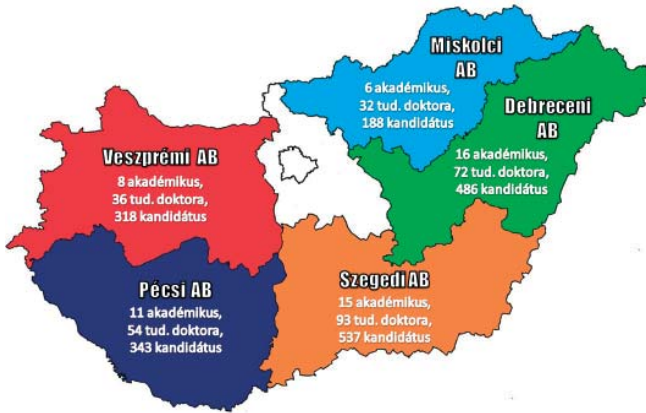 Miskolci
AB
6 akadémikus,
32 tud. doktora,
188 kandidátus
Debreceni
AB
16 akadémikus,
72 tud. doktora,
486 kandidátus
Veszprémi AB
8 akadémikus,
36 tud. doktora,
318 kandidátus
Pécsi AB
11 akadémikus,
54 tud. doktora,
343 kandidátus
Szegedi AB
15 akadémikus,
93 tud. doktora,
537 kandidátus